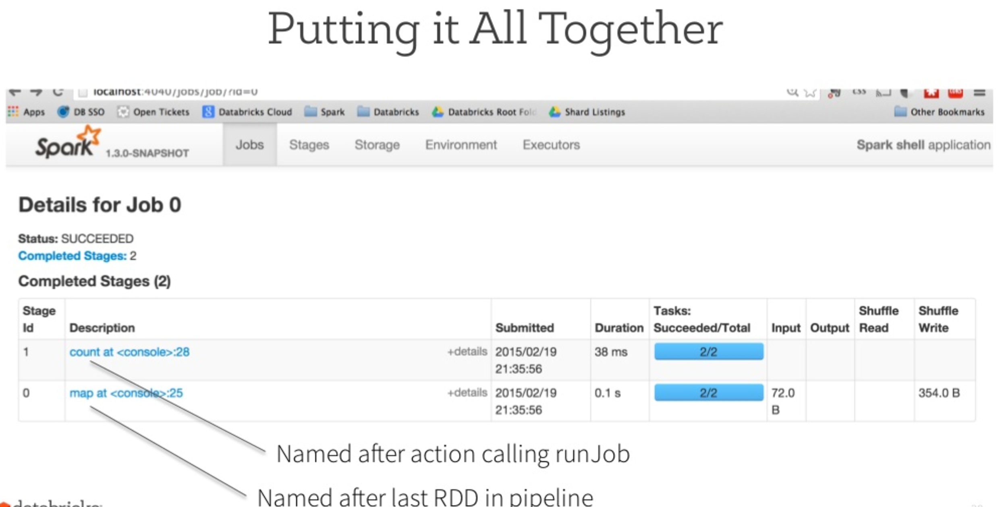 Putting it All Together
localhost:4040/jobs/job/?id=0
css
Apps DB SSO Open Tickets 8 Databricks Cloud Spark Databricks Databricks Root Fold Shard Listings Other Bookmarks
Spark 1.3.0-SNAPSHOT Jobs Stages Storage Environment Executors Spark shell application
Details for Job 0
Status: SUCCEEDED
Completed Stages: 2
Completed Stages (2)
Stage Id Description Submitted Duration Tasks: Succeeded/Total Input Output Shuffle Read Shuffle Write
1 count at <console>:28 +details 2015/02/19 21:35:56 38 ms 2/2
0 map at <console>:25 +details 2015/02/19 21:35:56 0.1 s 2/2 72.0 B 354.0 B
Named after action calling runJob
Named after last RDD in pipeline
databricks